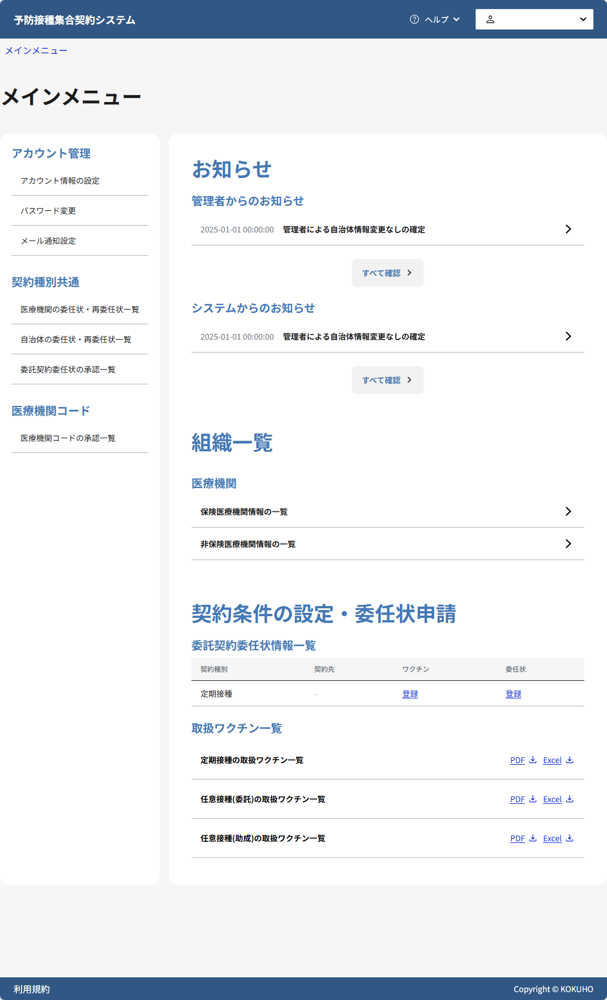 予防接種集合契約システム
ヘルプ
メインメニュー
メインメニュー
アカウント管理
アカウント情報の設定
パスワード変更
メール通知設定
契約種別共通
医療機関の委任状・再委任状一覧
自治体の委任状・再委任状一覧
委託契約委任状の承認一覧
医療機関コード
医療機関コードの承認一覧
お知らせ
管理者からのお知らせ
2025-01-01 00:00:00 管理者による自治体情報変更なしの確定
すべて確認
システムからのお知らせ
2025-01-01 00:00:00 管理者による自治体情報変更なしの確定
すべて確認
組織一覧
医療機関
保険医療機関情報の一覧
非保険医療機関情報の一覧
契約条件の設定・委任状申請
委託契約委任状情報一覧
契約種別 契約先 ワクチン 委任状
定期接種 - 登録 登録
取扱ワクチン一覧
定期接種の取扱ワクチン一覧 PDF Excel
任意接種(委託)の取扱ワクチン一覧 PDF Excel
任意接種(助成)の取扱ワクチン一覧 PDF Excel
利用規約 Copyright © KOKUHO